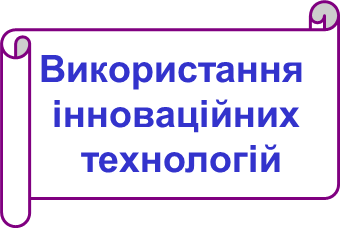 Використання
інноваційних
технологій